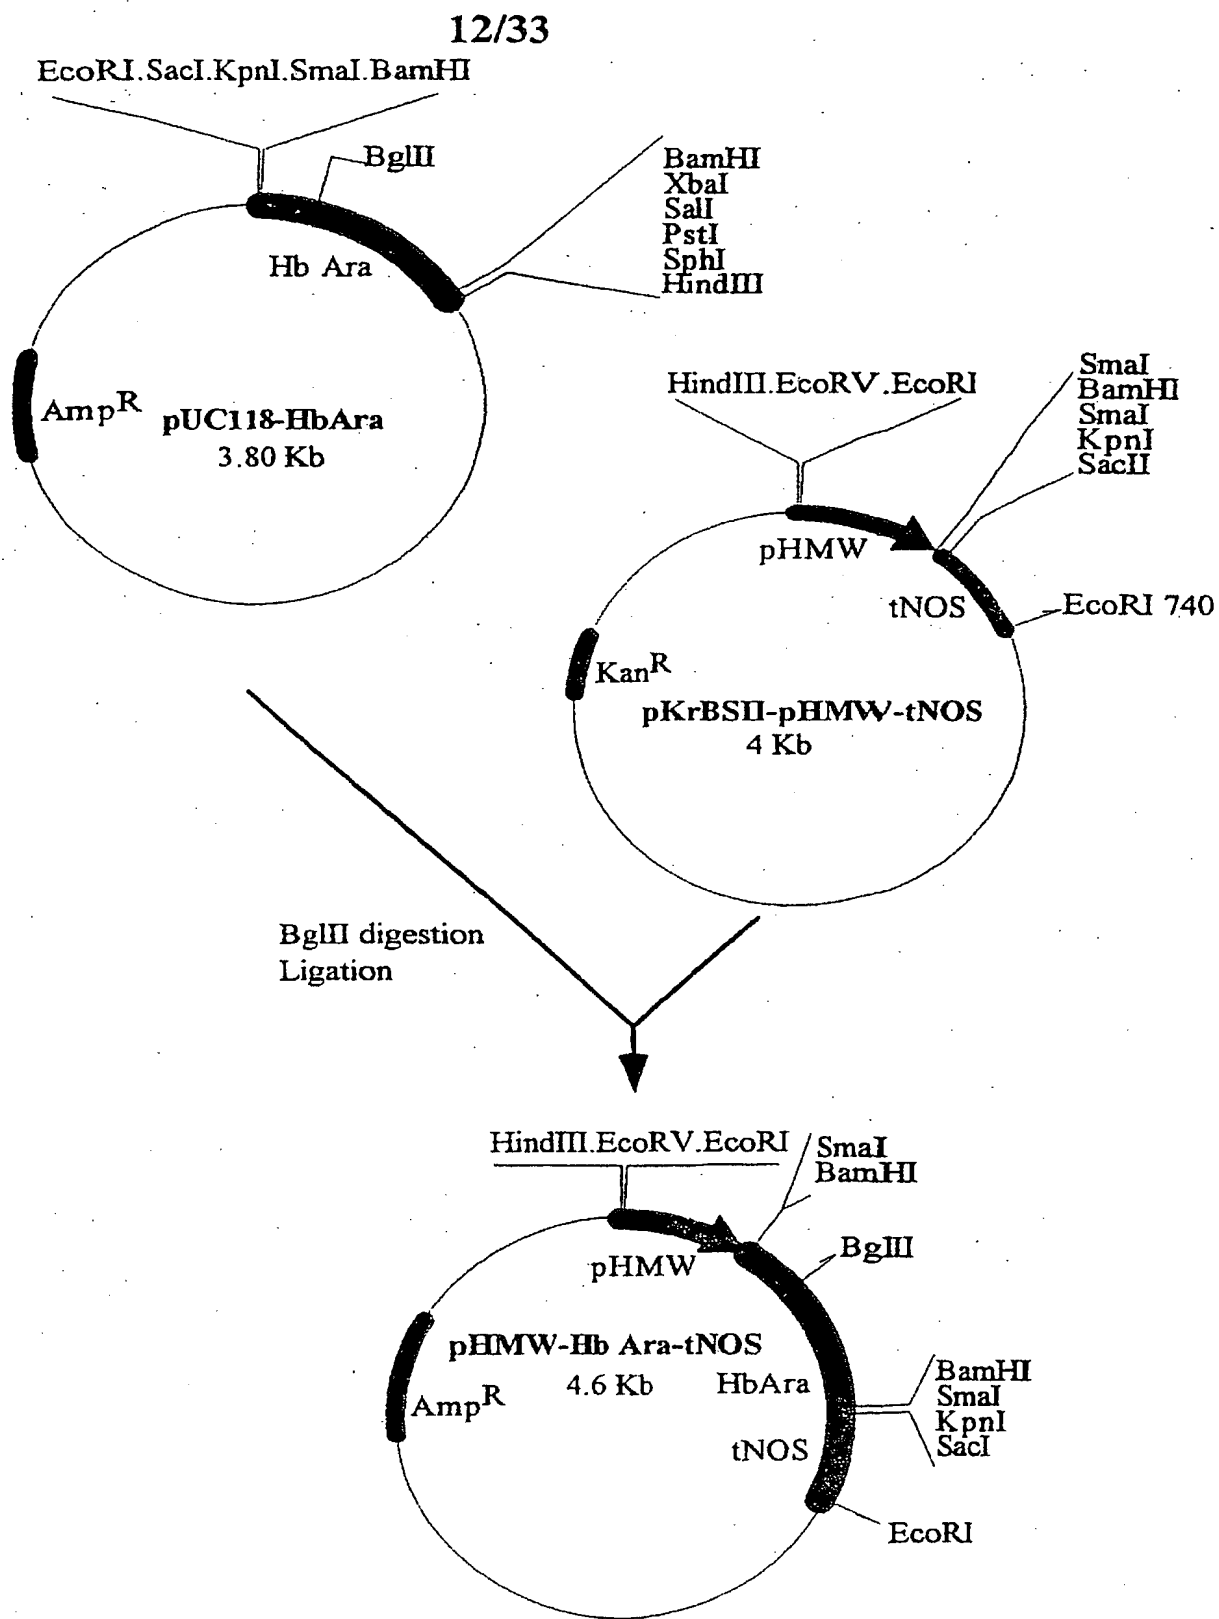 12/33
EcoRI.SacI.KpnI.SmaI.BamHI
BglII
BamHI
XbaI
SalI
PstI
SphI
HindIII
Hb Ara
AmpR
pUC118-HbAra
3.80 Kb
HindIII.EcoRV.EcoRI
SmaI
BamHI
SmaI
KpnI
SacII
pHMW
tNOS
EcoRI 740
KanR
pKrBSII-pHMW-tNOS
4 Kb
BglII digestion
Ligation
HindIII.EcoRV.EcoRI
SmaI
BamHI
pHMW
BgIII
pHMW-Hb Ara-tNOS
4.6 Kb
HbAra
AmpR
BamHI
SmaI
KpnI
SacI
tNOS
EcoRI